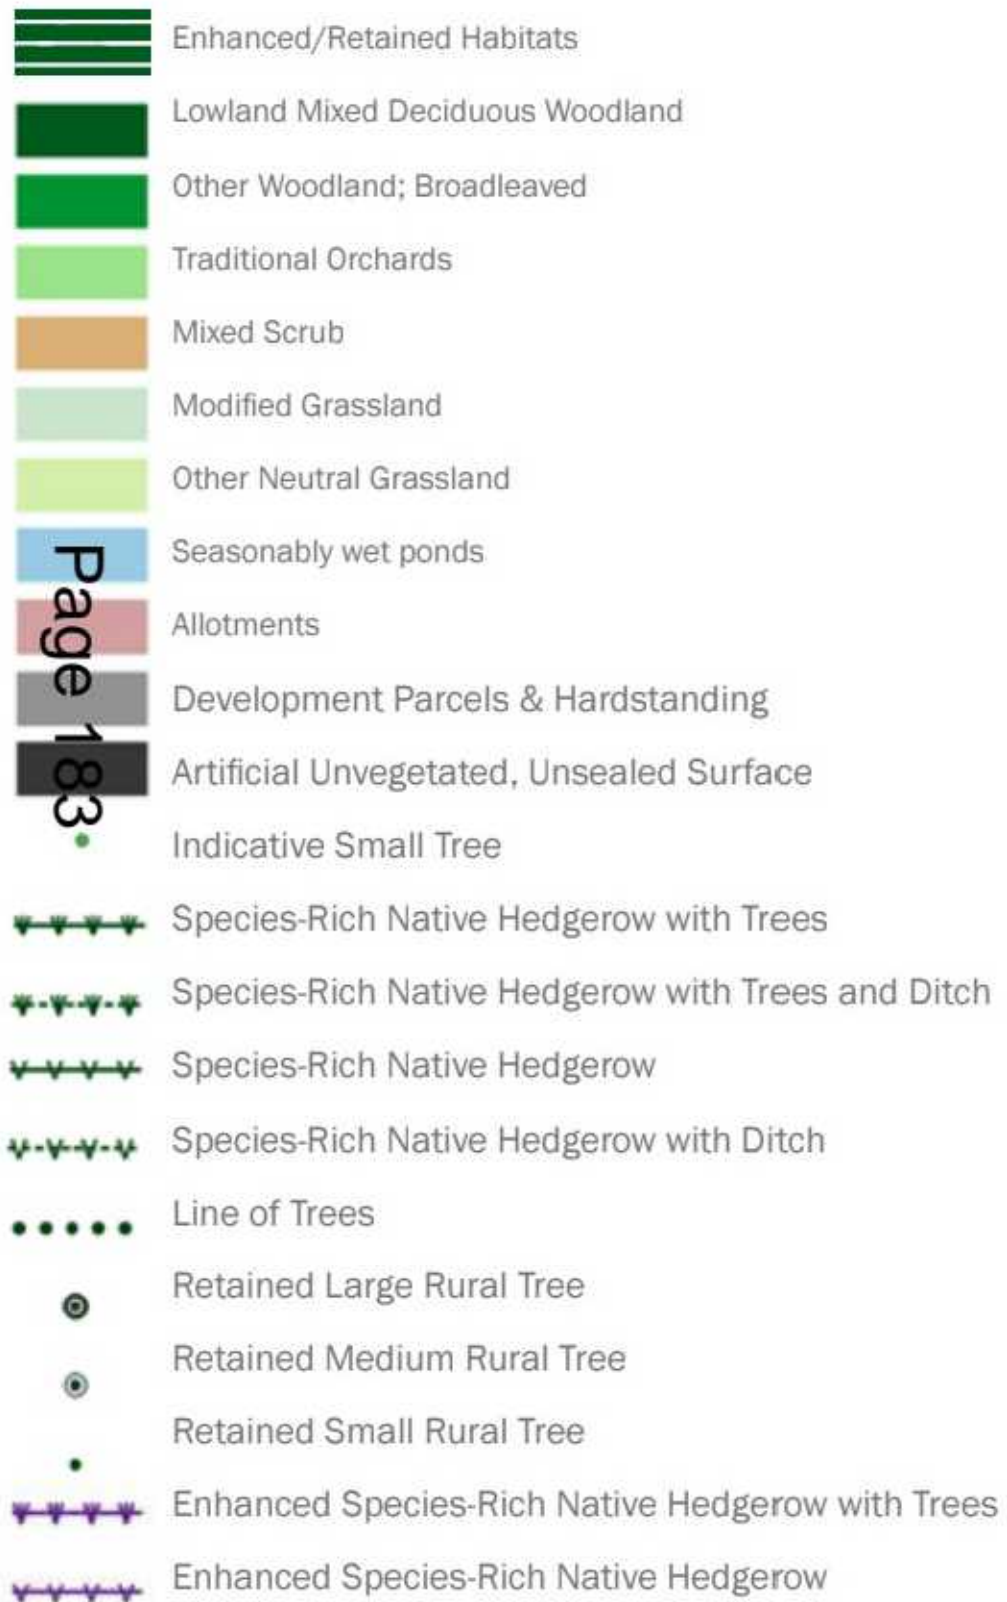 Enhanced/Retained Habitats
Lowland Mixed Deciduous Woodland
Other Woodland; Broadleaved
Traditional Orchards
Mixed Scrub
Modified Grassland
Other Neutral Grassland
Seasonably wet ponds
Allotments
Development Parcels & Hardstanding
Artificial Unvegetated, Unsealed Surface
Indicative Small Tree
Species-Rich Native Hedgerow with Trees
Species-Rich Native Hedgerow with Trees and Ditch
Species-Rich Native Hedgerow
Species-Rich Native Hedgerow with Ditch
Line of Trees
Retained Large Rural Tree
Retained Medium Rural Tree
Retained Small Rural Tree
Enhanced Species-Rich Native Hedgerow with Trees
Enhanced Species-Rich Native Hedgerow
Page 183